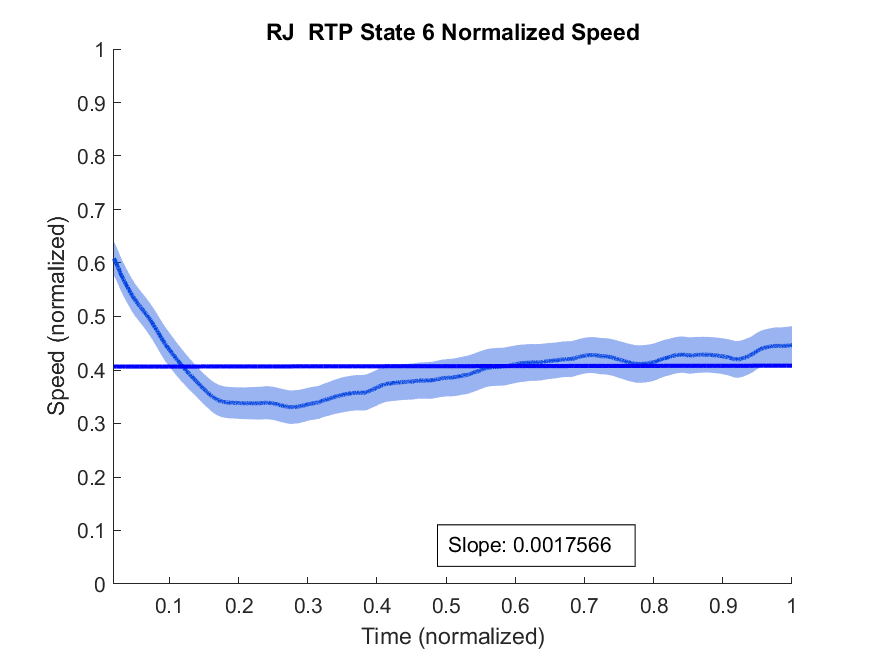 RJ  RTP State 6 Normalized Speed
1
0.9
0.8
0.7
0.6
0.5
0.4
0.3
0.2
0.1
0
Speed (normalized)
Slope: 0.0017566
0.1 0.2 0.3 0.4 0.5 0.6 0.7 0.8 0.9 1
Time (normalized)